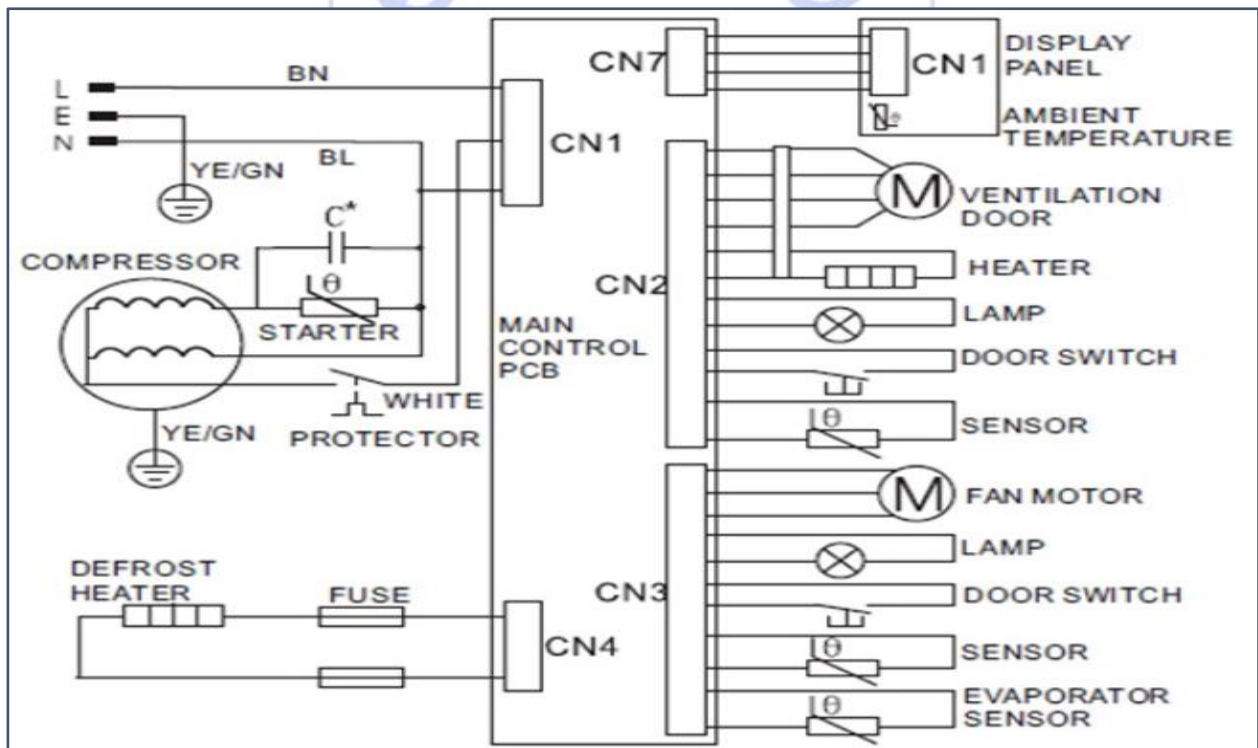 L
BN
E
N
YE/GN
BL
CN1
C*
COMPRESSOR
θ
STARTER
WHITE
PROTECTOR
YE/GN
MAIN
CONTROL
PCB
DEFROST
HEATER
FUSE
CN4
CN7
CN1
DISPLAY
PANEL
θ
AMBIENT
TEMPERATURE
CN2
M
VENTILATION
DOOR
HEATER
LAMP
DOOR SWITCH
θ
SENSOR
CN3
M
FAN MOTOR
LAMP
DOOR SWITCH
θ
SENSOR
θ
EVAPORATOR
SENSOR